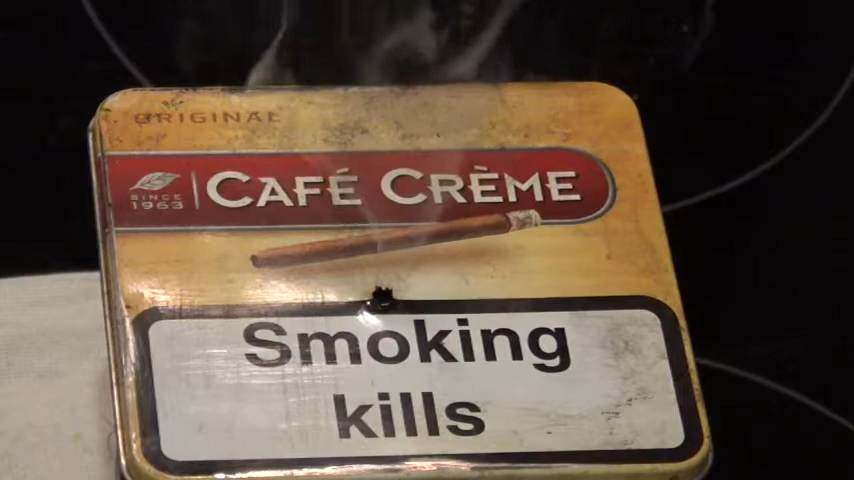 ORIGINAL
SINCE
1963
CAFÉ CRÈME
Smoking
kills